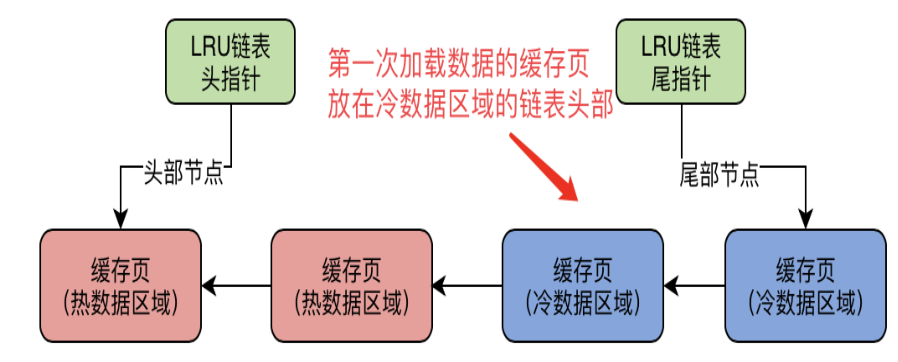 LRU链表
头指针
第一次加载数据的缓存页
放在冷数据区域的链表头部
LRU链表
尾指针
头部节点
尾部节点
缓存页
(热数据区域)
缓存页
(热数据区域)
缓存页
(冷数据区域)
缓存页
(冷数据区域)